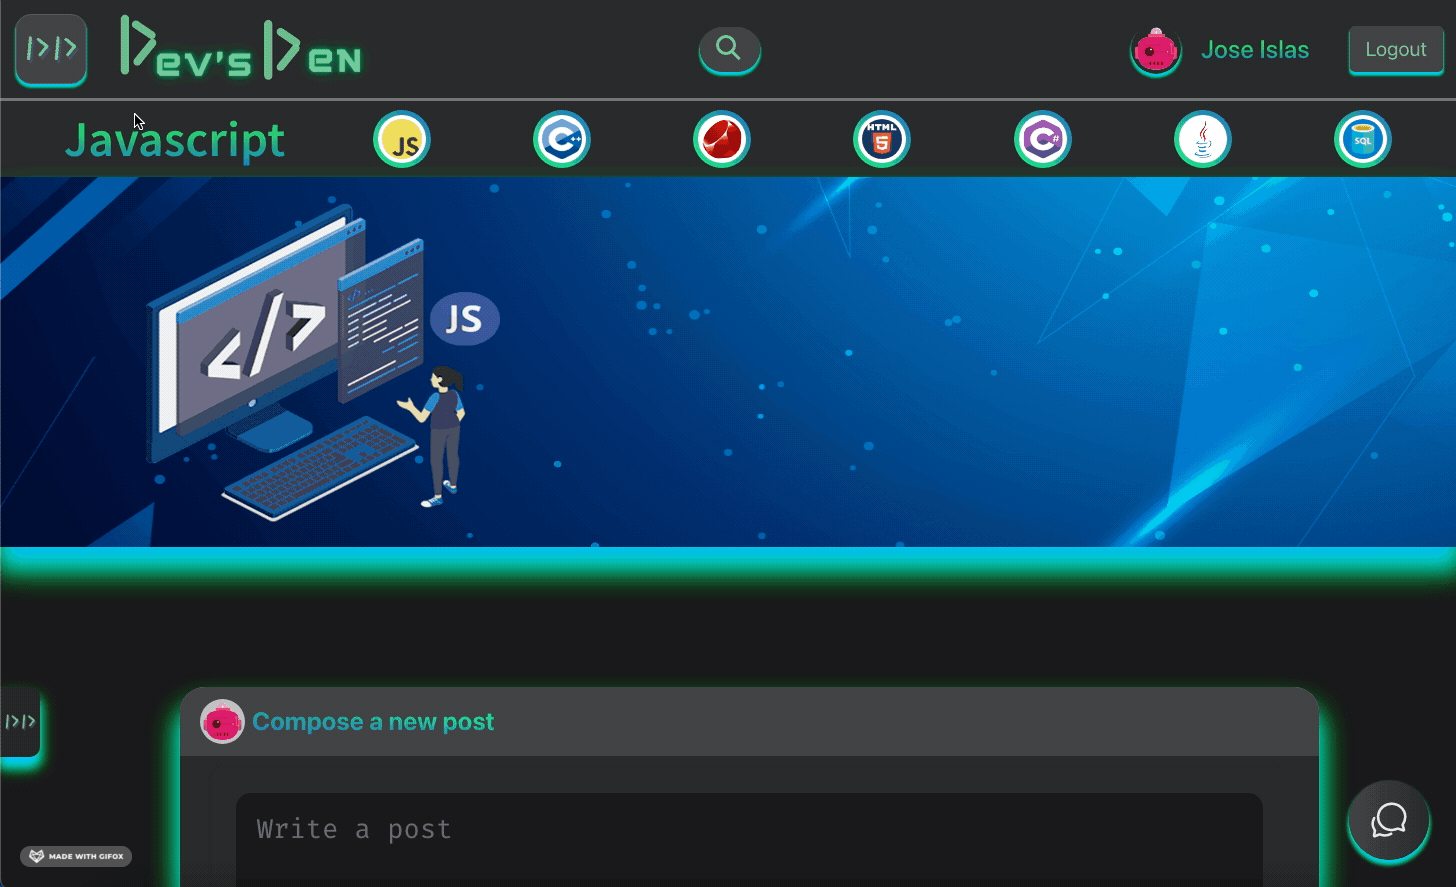 |>|> Dev's Den Jose Islas Logout
Javascript JS C++ HTML 5 C# SQL
</>
</>...
JS
|>|>
Compose a new post
Write a post
MADE WITH GIFOX